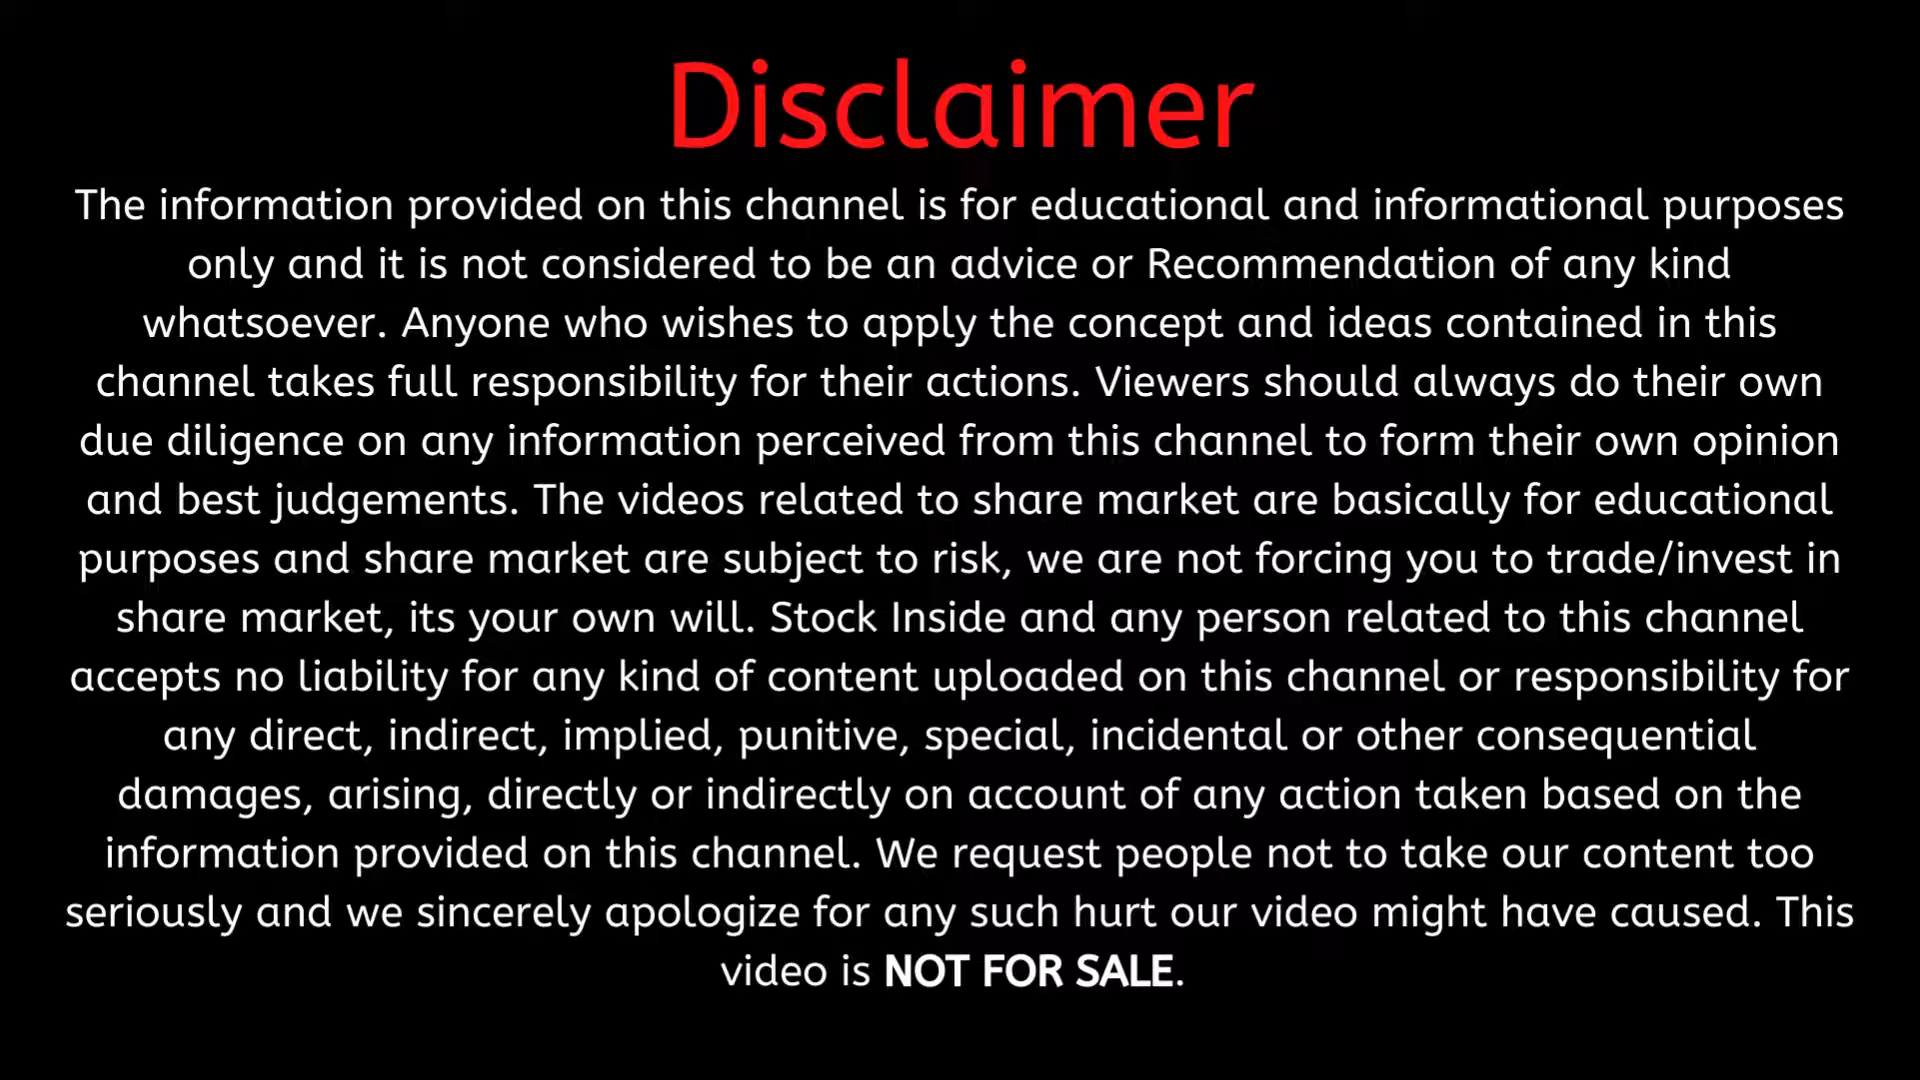 Disclaimer
The information provided on this channel is for educational and informational purposes
only and it is not considered to be an advice or Recommendation of any kind
whatsoever. Anyone who wishes to apply the concept and ideas contained in this
channel takes full responsibility for their actions. Viewers should always do their own
due diligence on any information perceived from this channel to form their own opinion
and best judgements. The videos related to share market are basically for educational
purposes and share market are subject to risk, we are not forcing you to trade/invest in
share market, its your own will. Stock Inside and any person related to this channel
accepts no liability for any kind of content uploaded on this channel or responsibility for
any direct, indirect, implied, punitive, special, incidental or other consequential
damages, arising, directly or indirectly on account of any action taken based on the
information provided on this channel. We request people not to take our content too
seriously and we sincerely apologize for any such hurt our video might have caused. This
video is NOT FOR SALE.